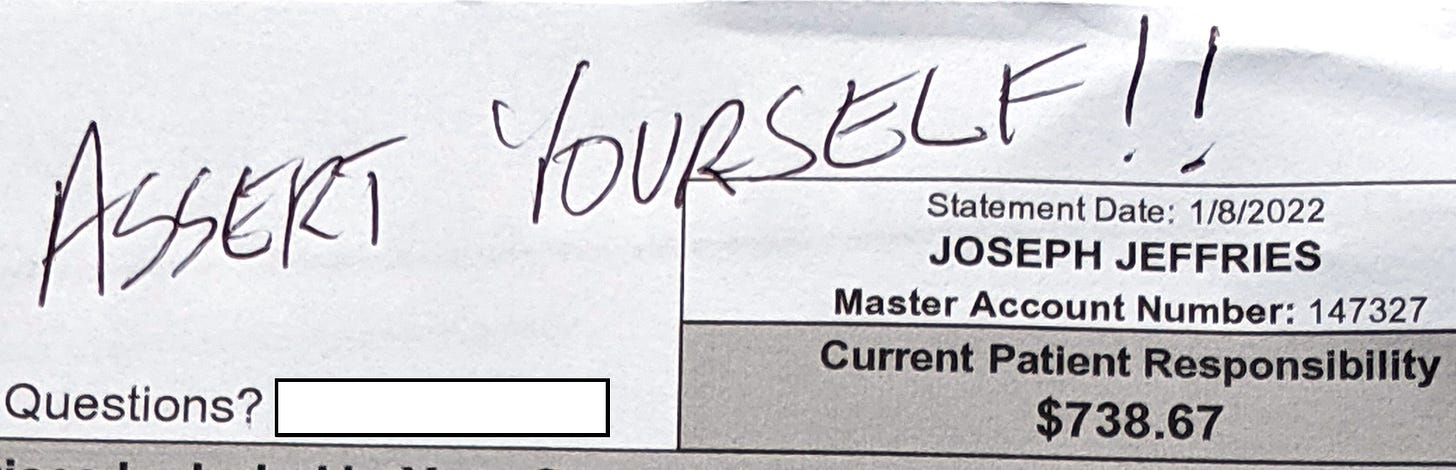 ASSERT YOURSELF!!
Statement Date: 1/8/2022
JOSEPH JEFFRIES
Master Account Number: 147327
Current Patient Responsibility
$738.67
Questions?